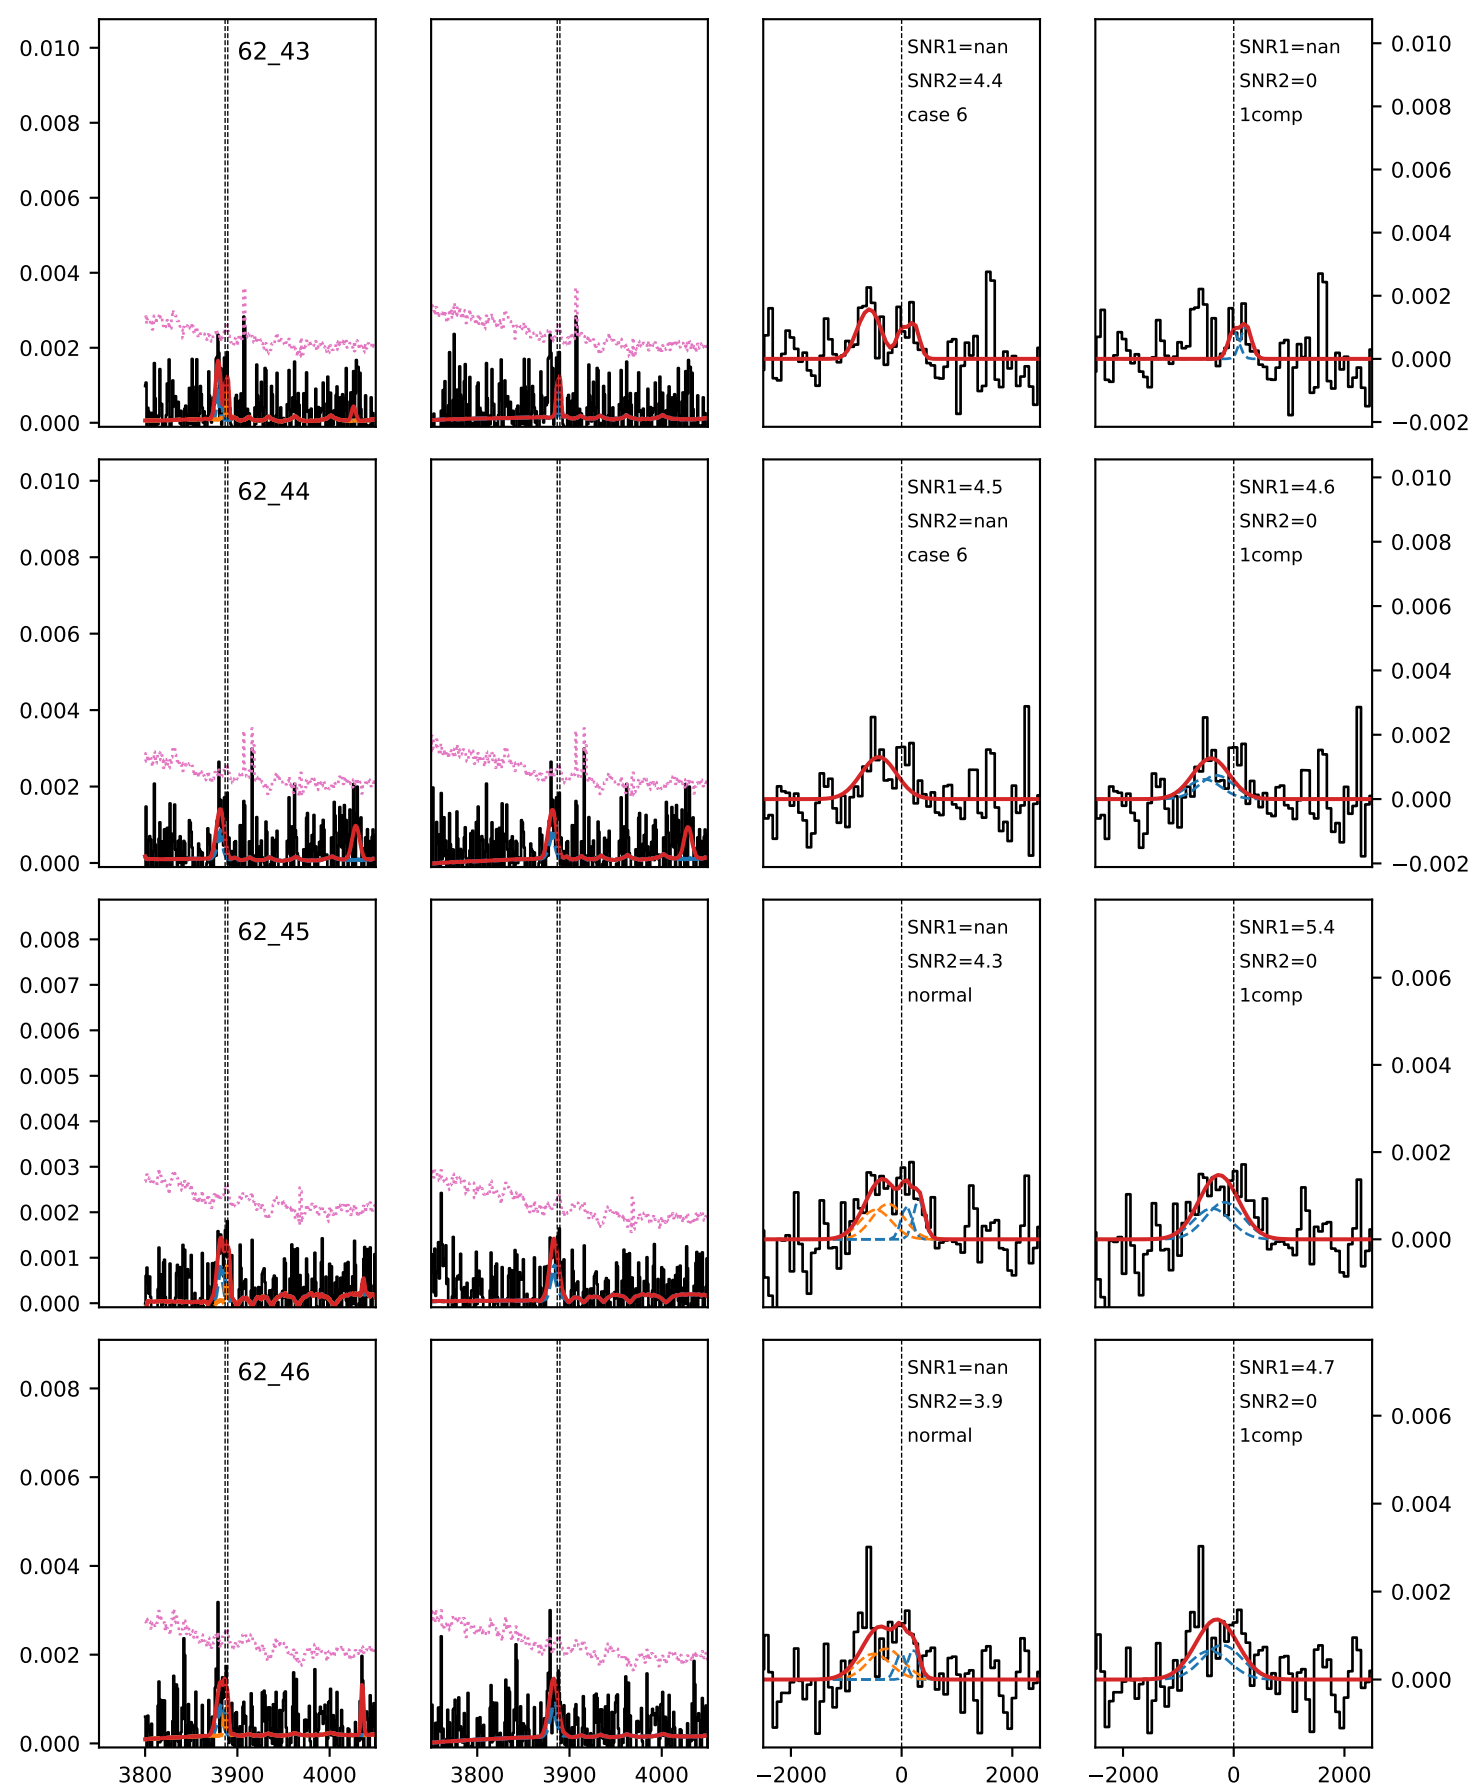 0.010
0.008
0.006
0.004
0.002
0.000
62_43
SNR1=nan
SNR2=4.4
case 6
SNR1=nan
SNR2=0
1comp
0.010
0.008
0.006
0.004
0.002
0.000
−0.002
0.010
0.008
0.006
0.004
0.002
0.000
62_44
SNR1=4.5
SNR2=nan
case 6
SNR1=4.6
SNR2=0
1comp
0.010
0.008
0.006
0.004
0.002
0.000
−0.002
0.008
0.007
0.006
0.005
0.004
0.003
0.002
0.001
0.000
62_45
SNR1=nan
SNR2=4.3
normal
SNR1=5.4
SNR2=0
1comp
0.006
0.004
0.002
0.000
0.008
0.006
0.004
0.002
0.000
62_46
SNR1=nan
SNR2=3.9
normal
SNR1=4.7
SNR2=0
1comp
0.006
0.004
0.002
0.000
3800 3900 4000 3800 3900 4000 −2000 0 2000 −2000 0 2000